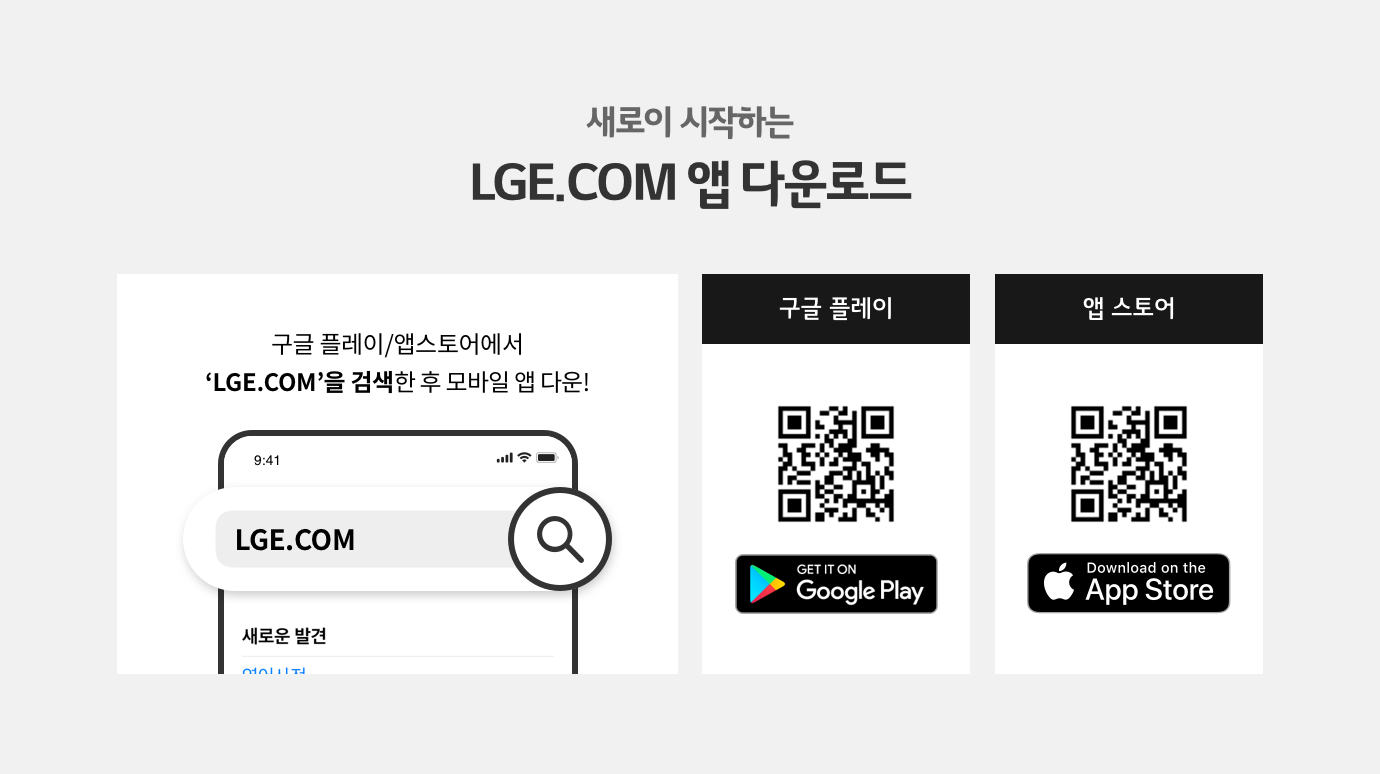 새로이 시작하는
LGE.COM 앱 다운로드
구글 플레이/앱스토어에서
‘LGE.COM’을 검색한 후 모바일 앱 다운!
9:41
LGE.COM
새로운 발견
구글 플레이
GET IT ON
Google Play
앱 스토어
Download on the
App Store